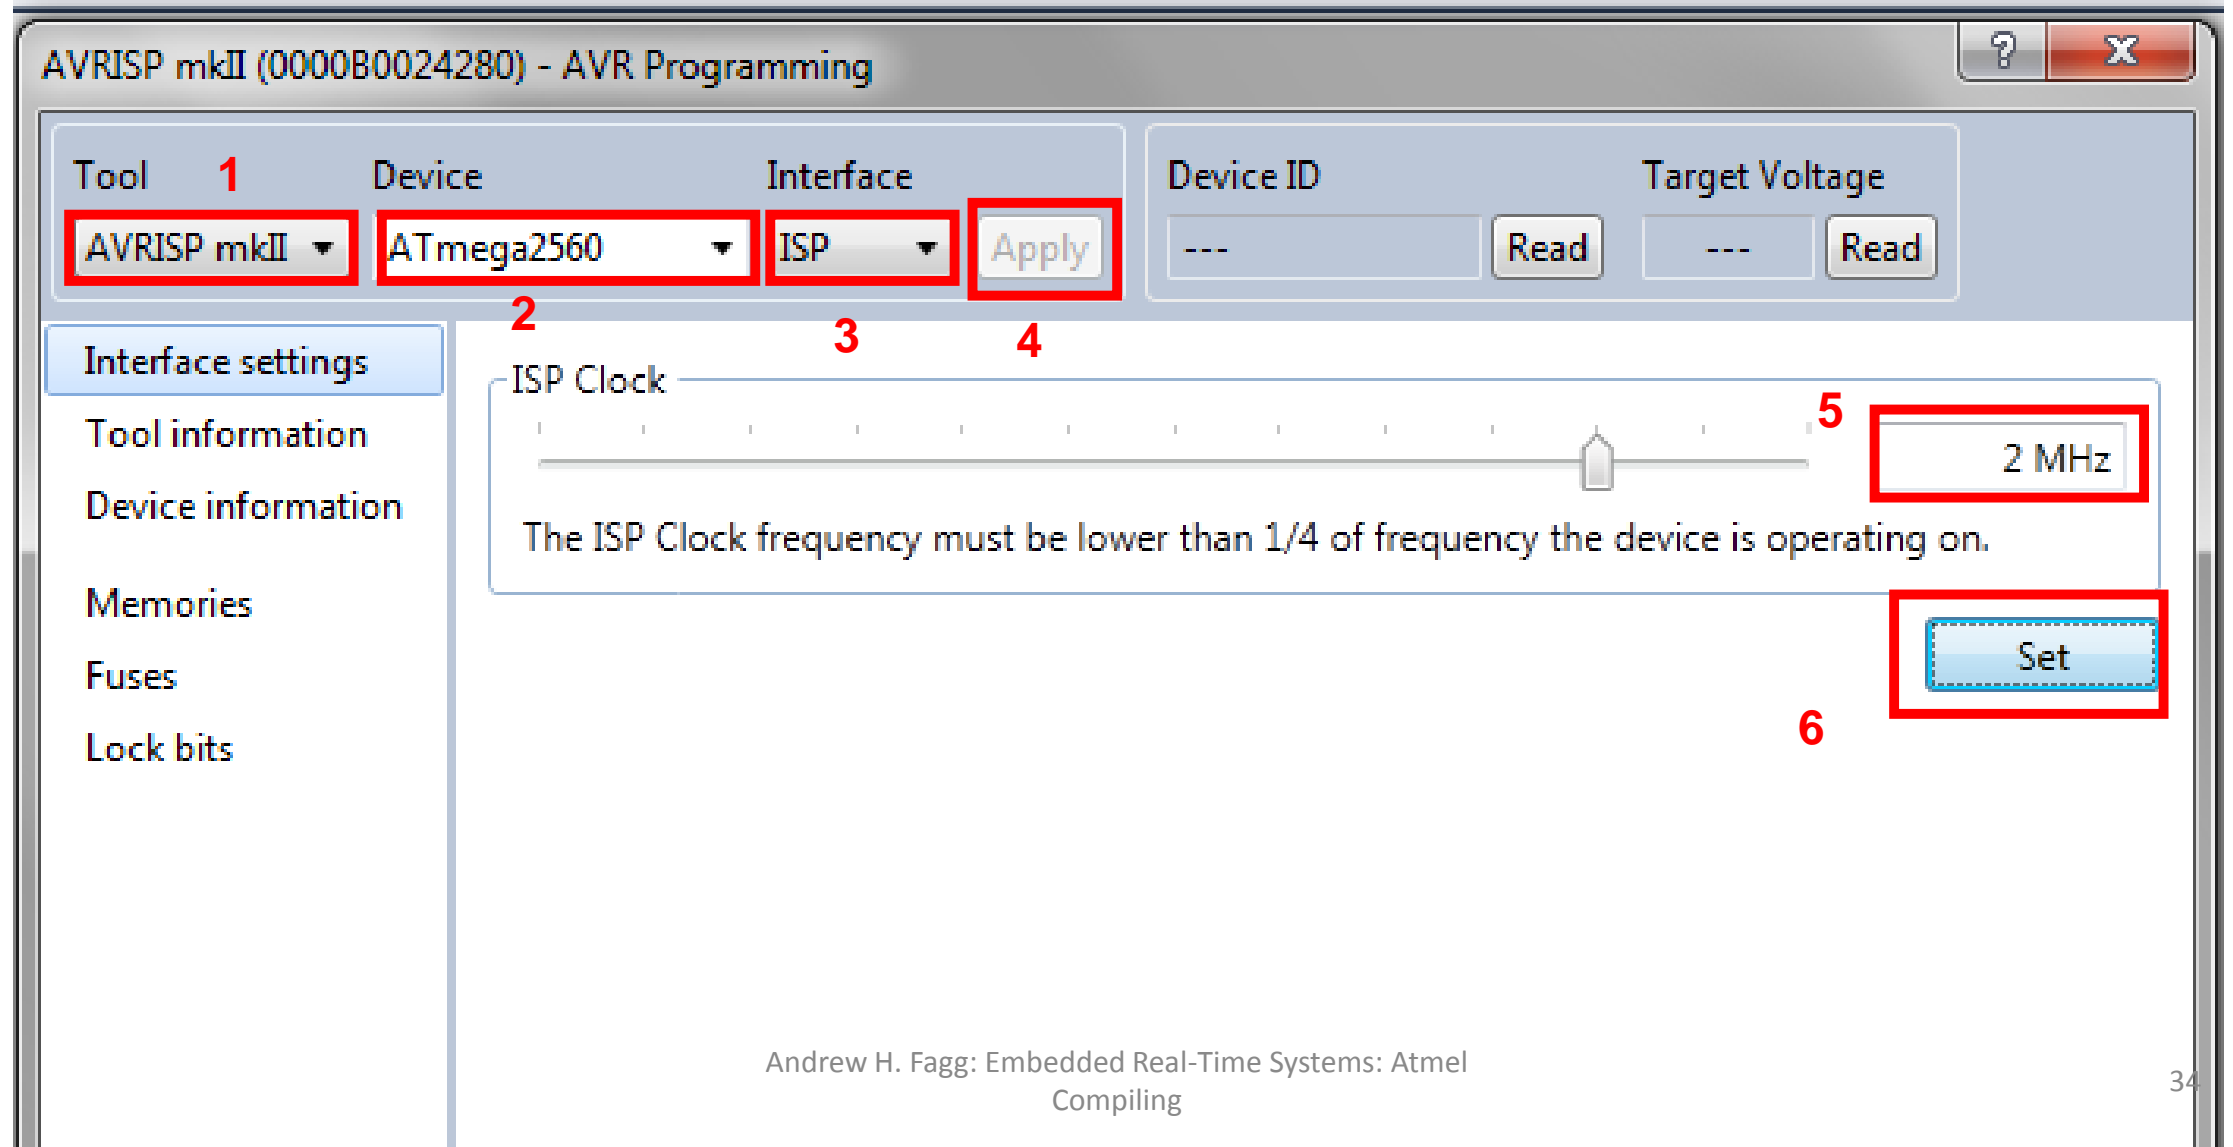 AVRISP mkII (0000B0024280) - AVR Programming
?
Tool 1 Device Interface Device ID Target Voltage
AVRISP mkII ATmega2560 ISP Apply --- Read --- Read
2 3 4
Interface settings
Tool information
Device information
Memories
Fuses
Lock bits
ISP Clock
5
2 MHz
The ISP Clock frequency must be lower than 1/4 of frequency the device is operating on.
Set
6
Andrew H. Fagg: Embedded Real-Time Systems: Atmel
Compiling
34